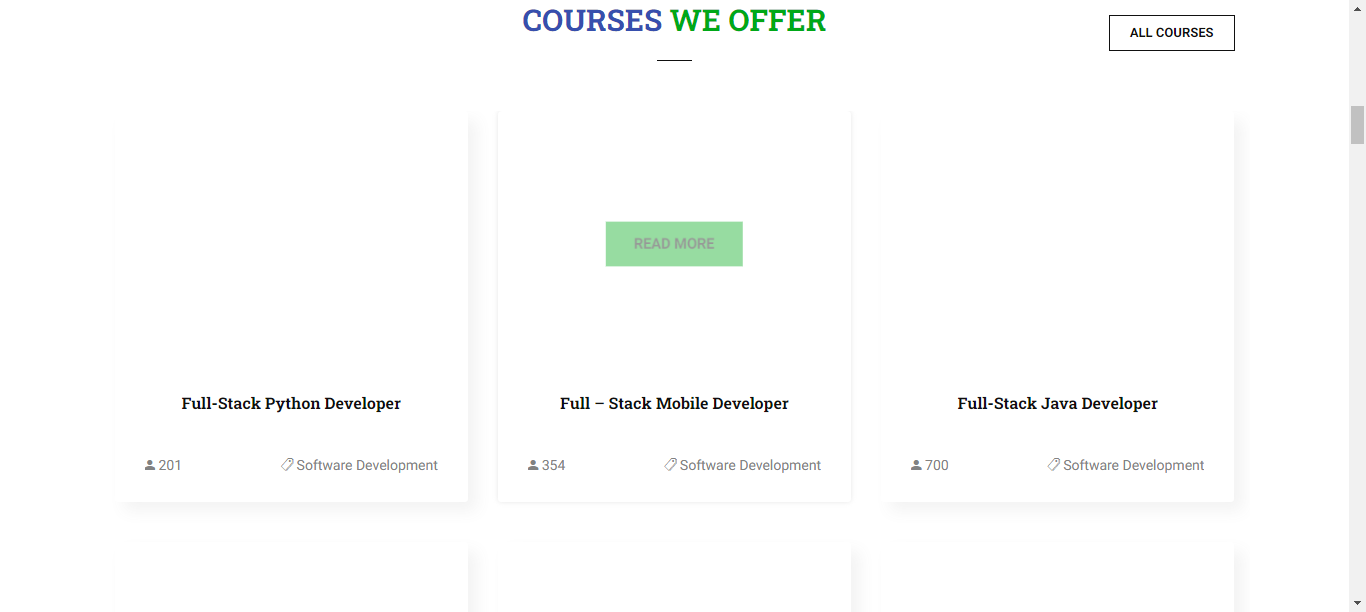 COURSES WE OFFER
ALL COURSES
READ MORE
Full-Stack Python Developer
Full – Stack Mobile Developer
Full-Stack Java Developer
201
Software Development
354
Software Development
700
Software Development